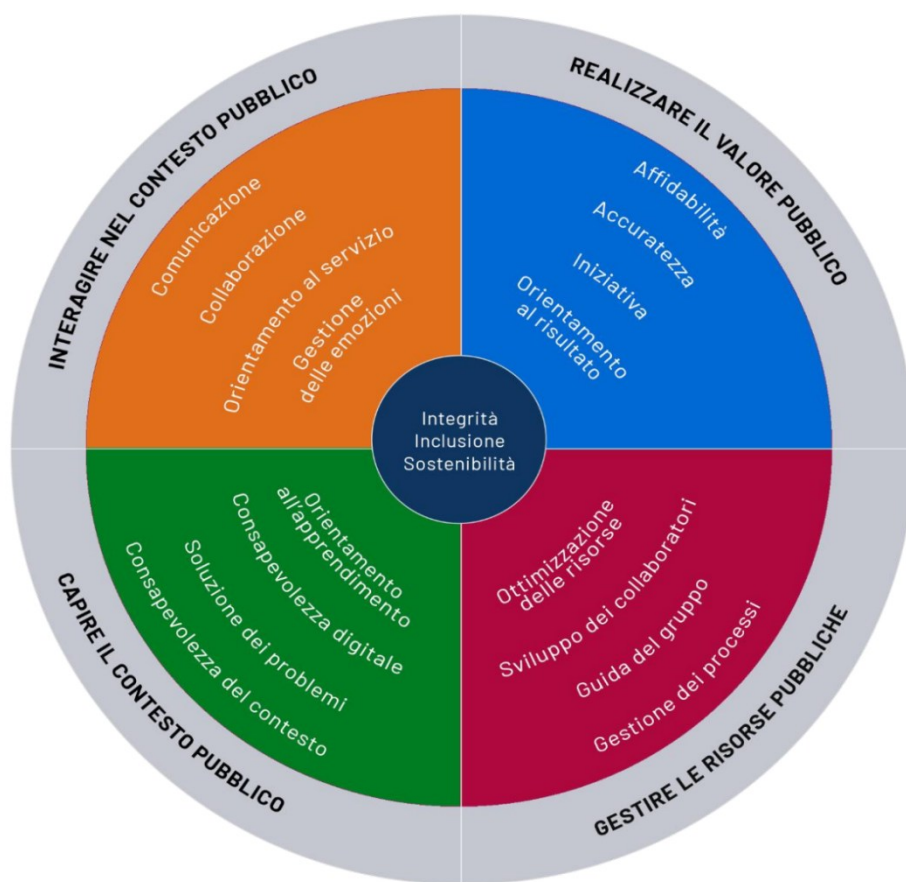 INTERAGIRE NEL CONTESTO PUBBLICO
Comunicazione
Collaborazione
Orientamento al servizio
Gestione
delle emozioni
REALIZZARE IL VALORE PUBBLICO
Affidabilità
Accuratezza
Iniziativa
Orientamento
al risultato
Integrità
Inclusione
Sostenibilità
CAPIRE IL CONTESTO PUBBLICO
Orientamento
all'apprendimento
Consapevolezza digitale
Soluzione dei problemi
Consapevolezza del contesto
GESTIRE LE RISORSE PUBBLICHE
Ottimizzazione
delle risorse
Sviluppo dei collaboratori
Guida del gruppo
Gestione dei processi